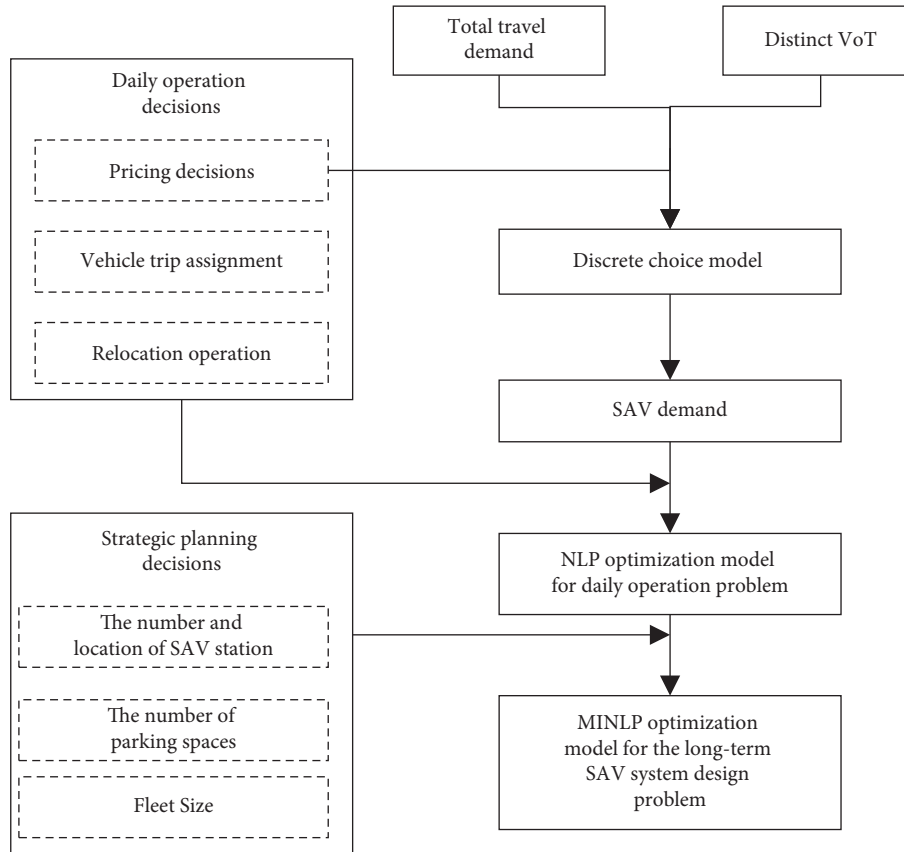 Total travel
demand
Distinct VoT
Daily operation
decisions
Pricing decisions
Vehicle trip assignment
Relocation operation
Discrete choice model
SAV demand
Strategic planning
decisions
The number and
location of SAV station
The number of
parking spaces
Fleet Size
NLP optimization model
for daily operation problem
MINLP optimization
model for the long-term
SAV system design
problem